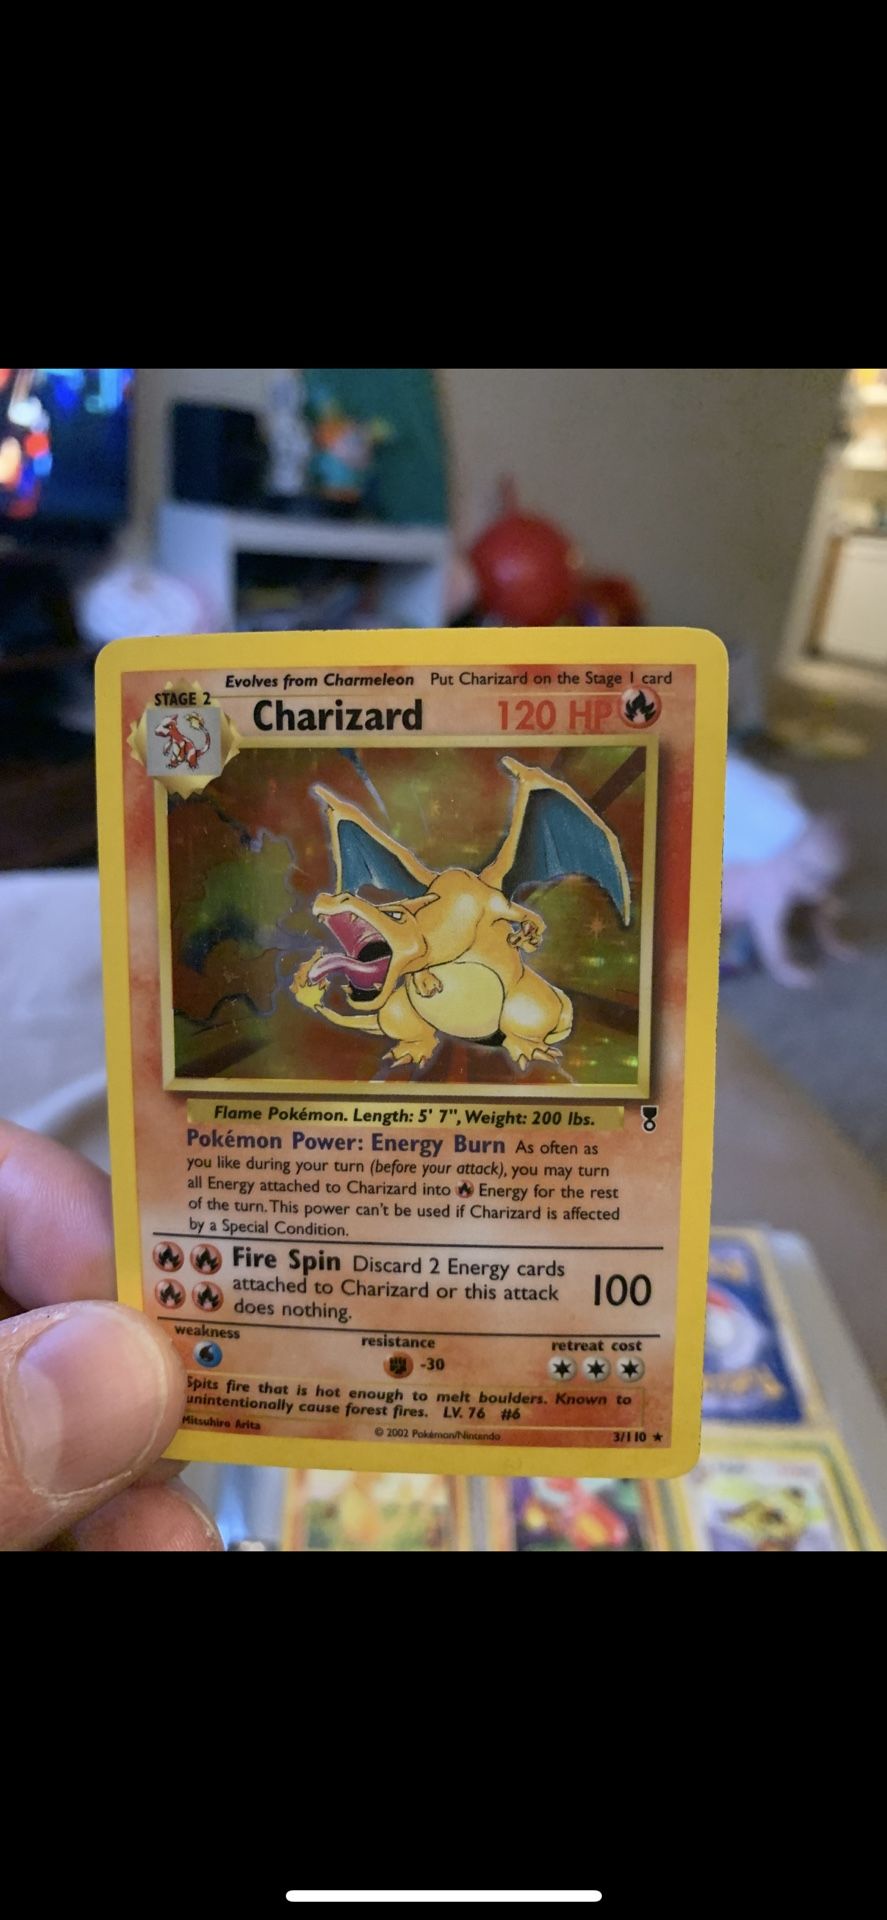 Evolves from Charmeleon Put Charizard on the Stage 1 card
STAGE 2
Charizard 120 HP
Flame Pokémon. Length: 5' 7", Weight: 200 lbs.
Pokémon Power: Energy Burn As often as
you like during your turn (before your attack), you may turn
all Energy attached to Charizard into Energy for the rest
of the turn. This power can't be used if Charizard is affected
by a Special Condition.
Fire Spin Discard 2 Energy cards
attached to Charizard or this attack 100
does nothing.
weakness resistance retreat cost
-30
Spits fire that is hot enough to melt boulders. Known to
unintentionally cause forest fires. LV. 76 #6
Mitsuhiro Arita © 2002 Pokémon/Nintendo 3/110 ★